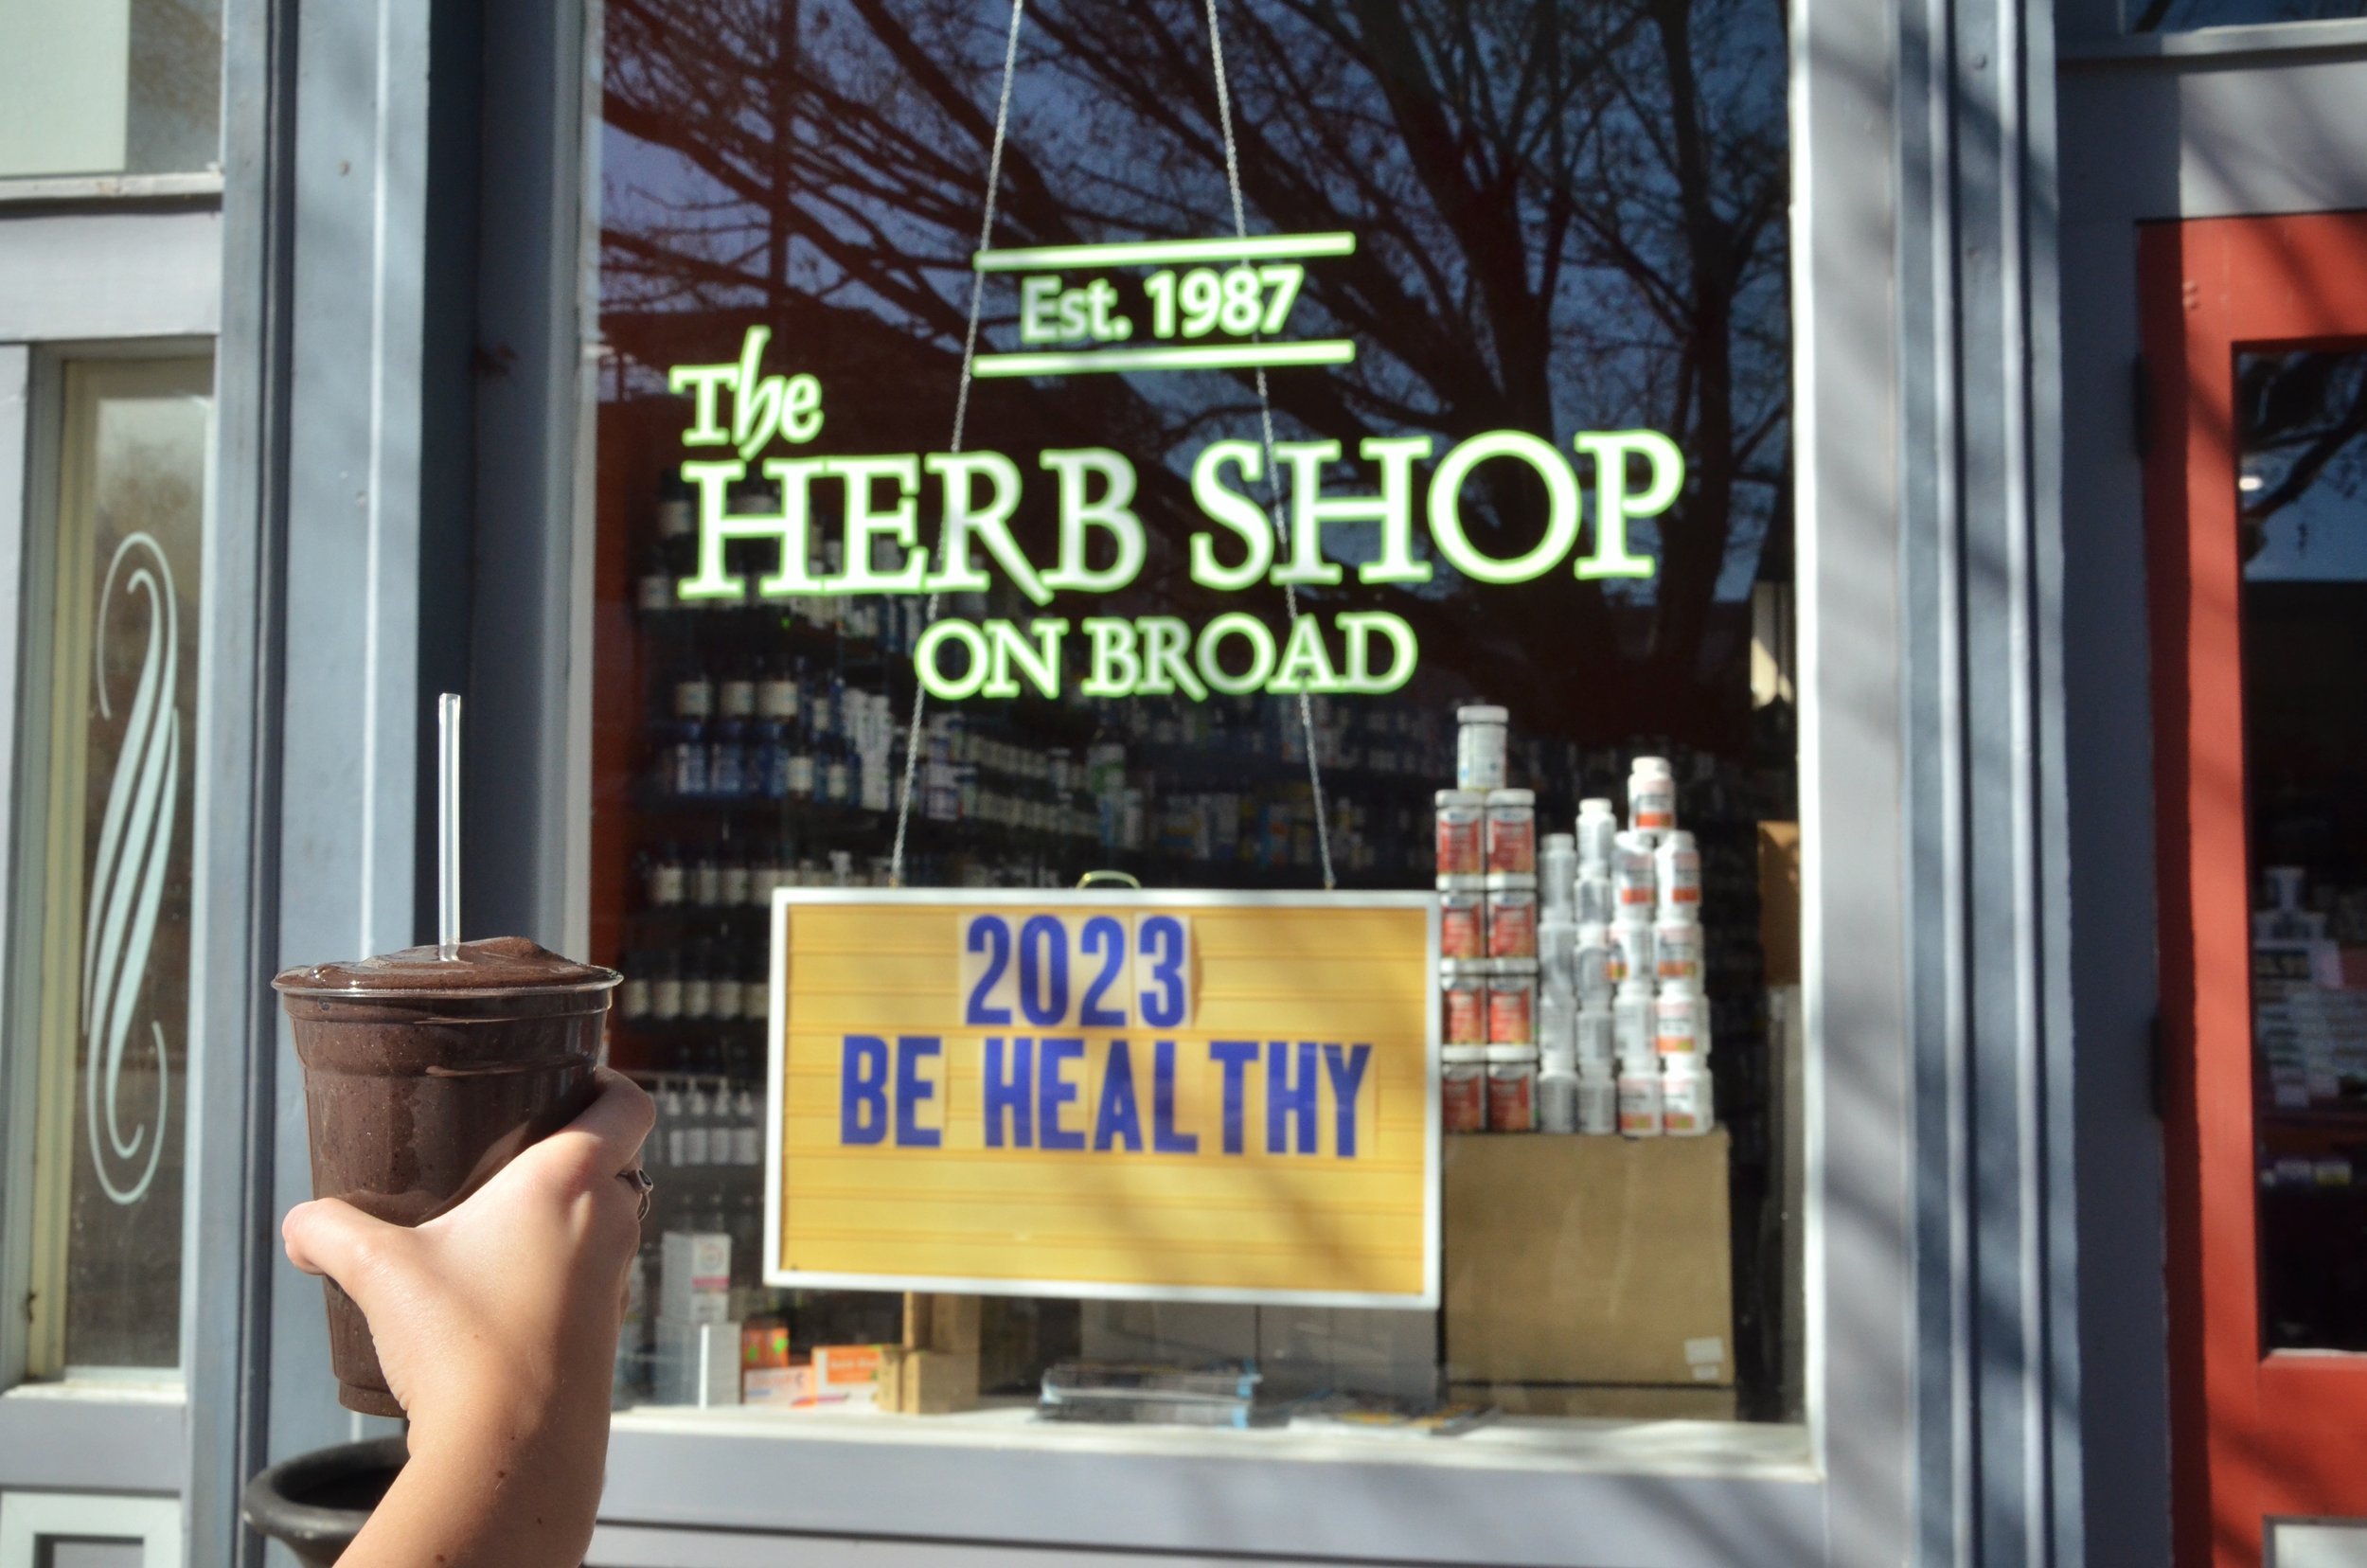 Est. 1987
The
HERB SHOP
ON BROAD
2023
BE HEALTHY